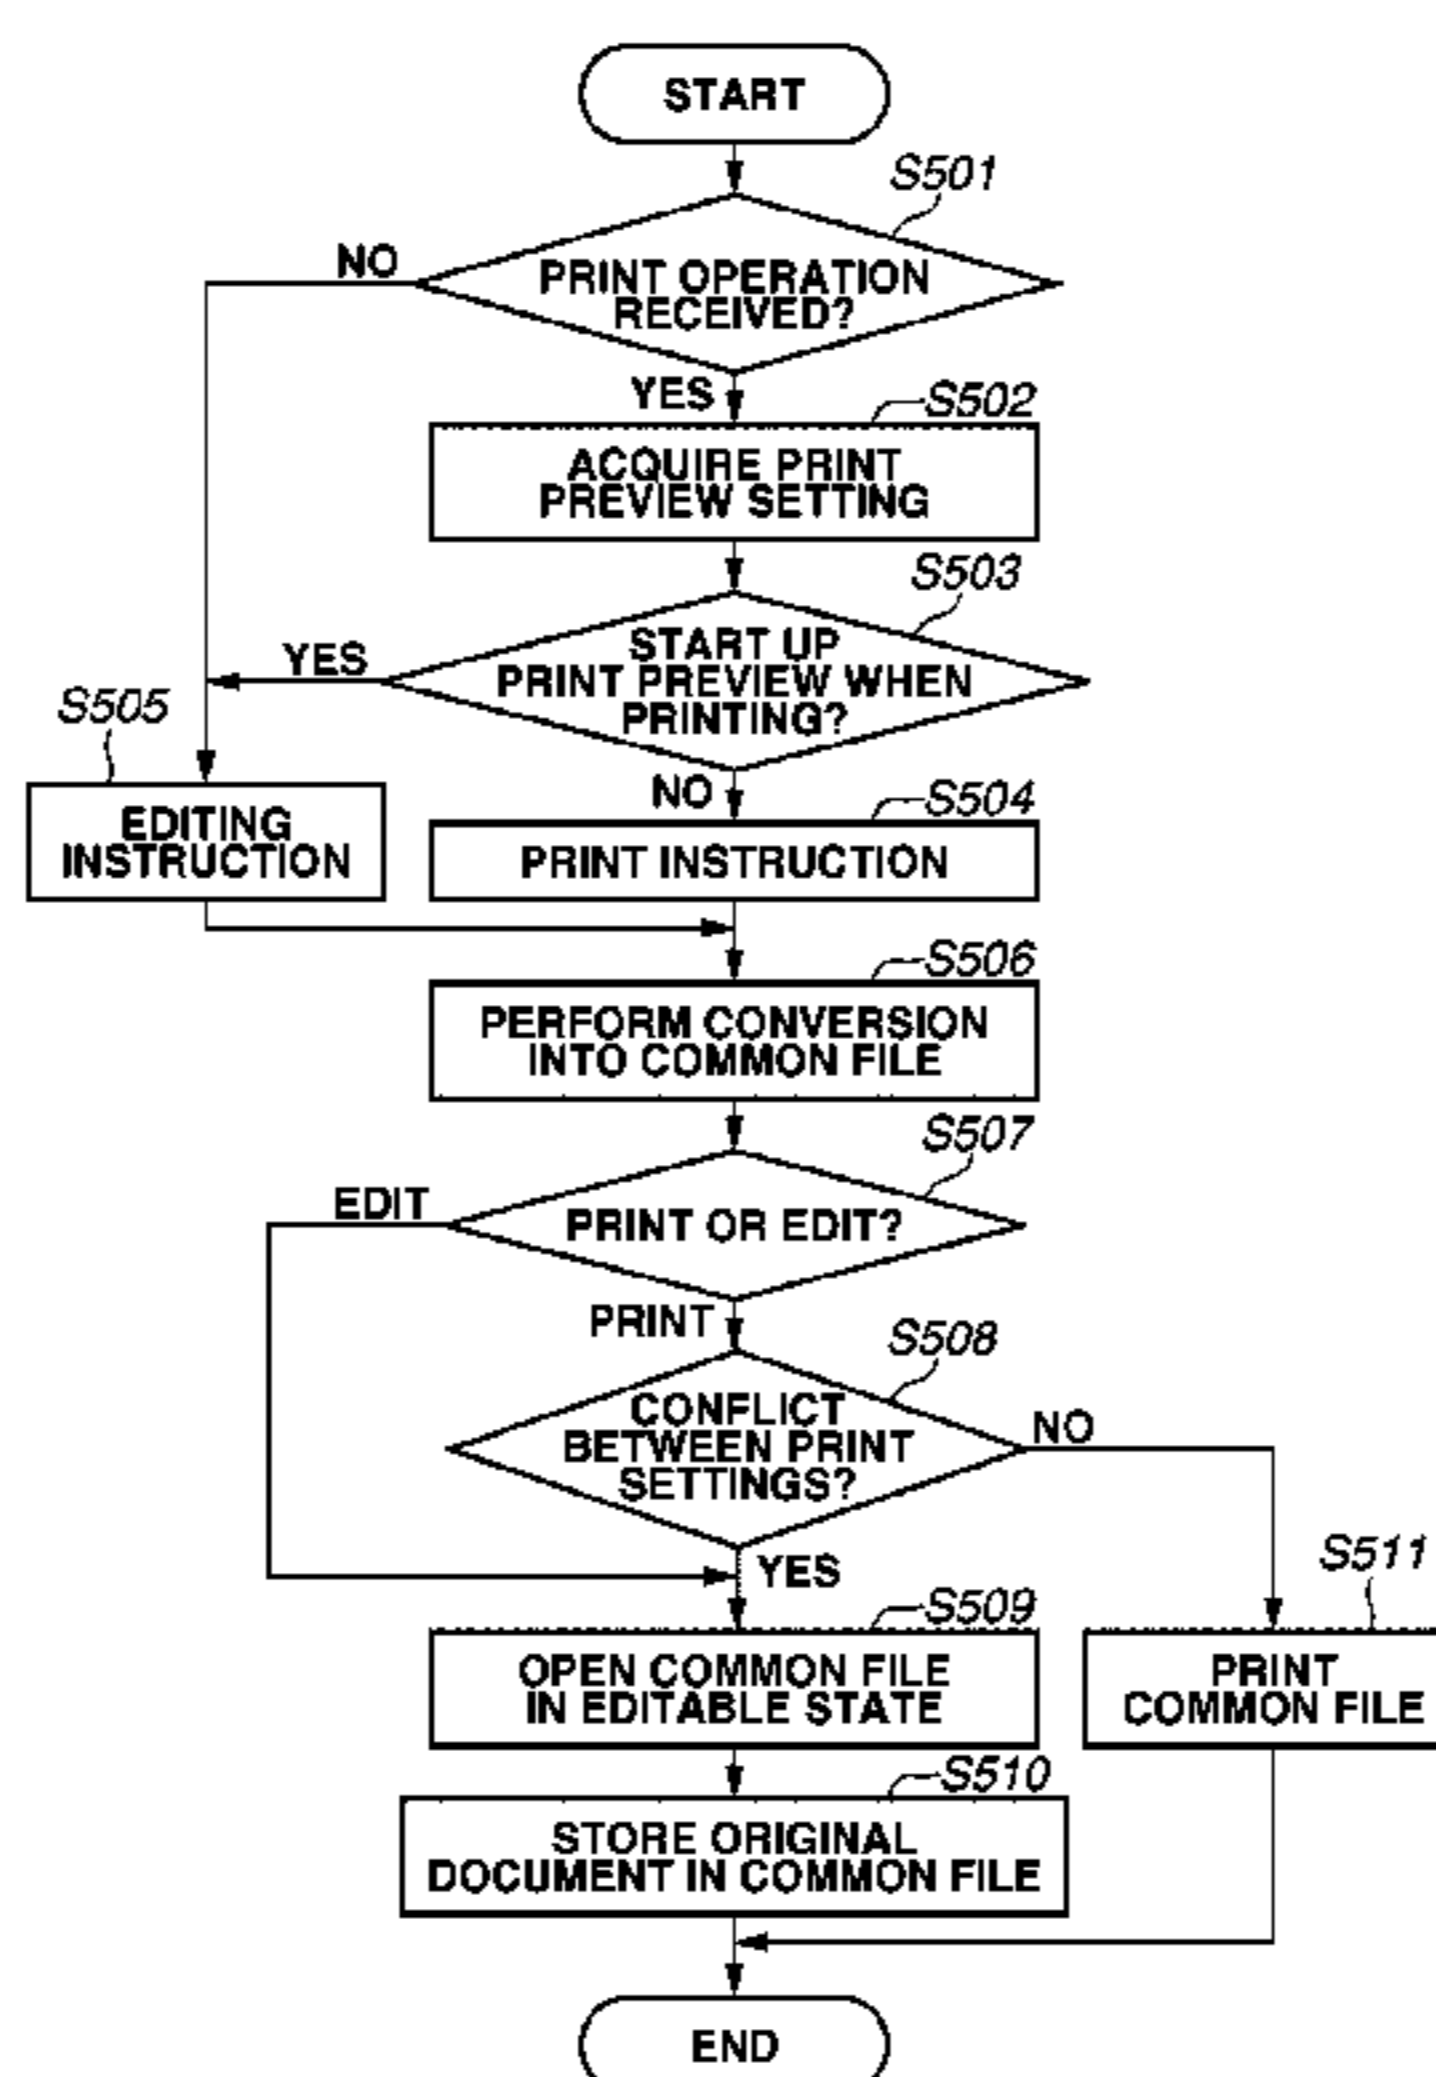 START
S501
NO
PRINT OPERATION
RECEIVED?
YES
S502
ACQUIRE PRINT
PREVIEW SETTING
S503
YES
START UP
PRINT PREVIEW WHEN
PRINTING?
S505
NO
S504
EDITING
INSTRUCTION
PRINT INSTRUCTION
S506
PERFORM CONVERSION
INTO COMMON FILE
S507
EDIT
PRINT OR EDIT?
PRINT
S508
CONFLICT
BETWEEN PRINT
SETTINGS?
NO
YES
S511
S509
OPEN COMMON FILE
IN EDITABLE STATE
PRINT
COMMON FILE
S510
STORE ORIGINAL
DOCUMENT IN COMMON FILE
END